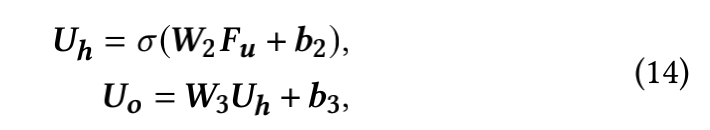 U_h = σ(W_2 F_u + b_2),
U_o = W_3 U_h + b_3,
(14)